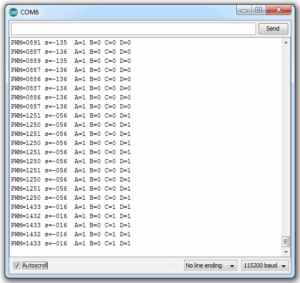 COM6
Send
PWM=0891 s=-135 A=1 B=0 C=0 D=0
PWM=0887 s=-136 A=1 B=0 C=0 D=0
PWM=0889 s=-135 A=1 B=0 C=0 D=0
PWM=0887 s=-136 A=1 B=0 C=0 D=0
PWM=0886 s=-136 A=1 B=0 C=0 D=0
PWM=0887 s=-136 A=1 B=0 C=0 D=0
PWM=0886 s=-136 A=1 B=0 C=0 D=0
PWM=0887 s=-136 A=1 B=0 C=0 D=0
PWM=1251 s=-056 A=1 B=0 C=0 D=1
PWM=1250 s=-056 A=1 B=0 C=0 D=1
PWM=1251 s=-056 A=1 B=0 C=0 D=1
PWM=1250 s=-056 A=1 B=0 C=0 D=1
PWM=1251 s=-056 A=1 B=0 C=0 D=1
PWM=1250 s=-056 A=1 B=0 C=0 D=1
PWM=1250 s=-056 A=1 B=0 C=0 D=1
PWM=1251 s=-056 A=1 B=0 C=0 D=1
PWM=1250 s=-056 A=1 B=0 C=0 D=1
PWM=1433 s=-016 A=1 B=0 C=1 D=1
PWM=1432 s=-016 A=1 B=0 C=1 D=1
PWM=1433 s=-016 A=1 B=0 C=1 D=1
PWM=1432 s=-016 A=1 B=0 C=1 D=1
PWM=1433 s=-016 A=1 B=0 C=1 D=1
Autoscroll
No line ending
115200 baud